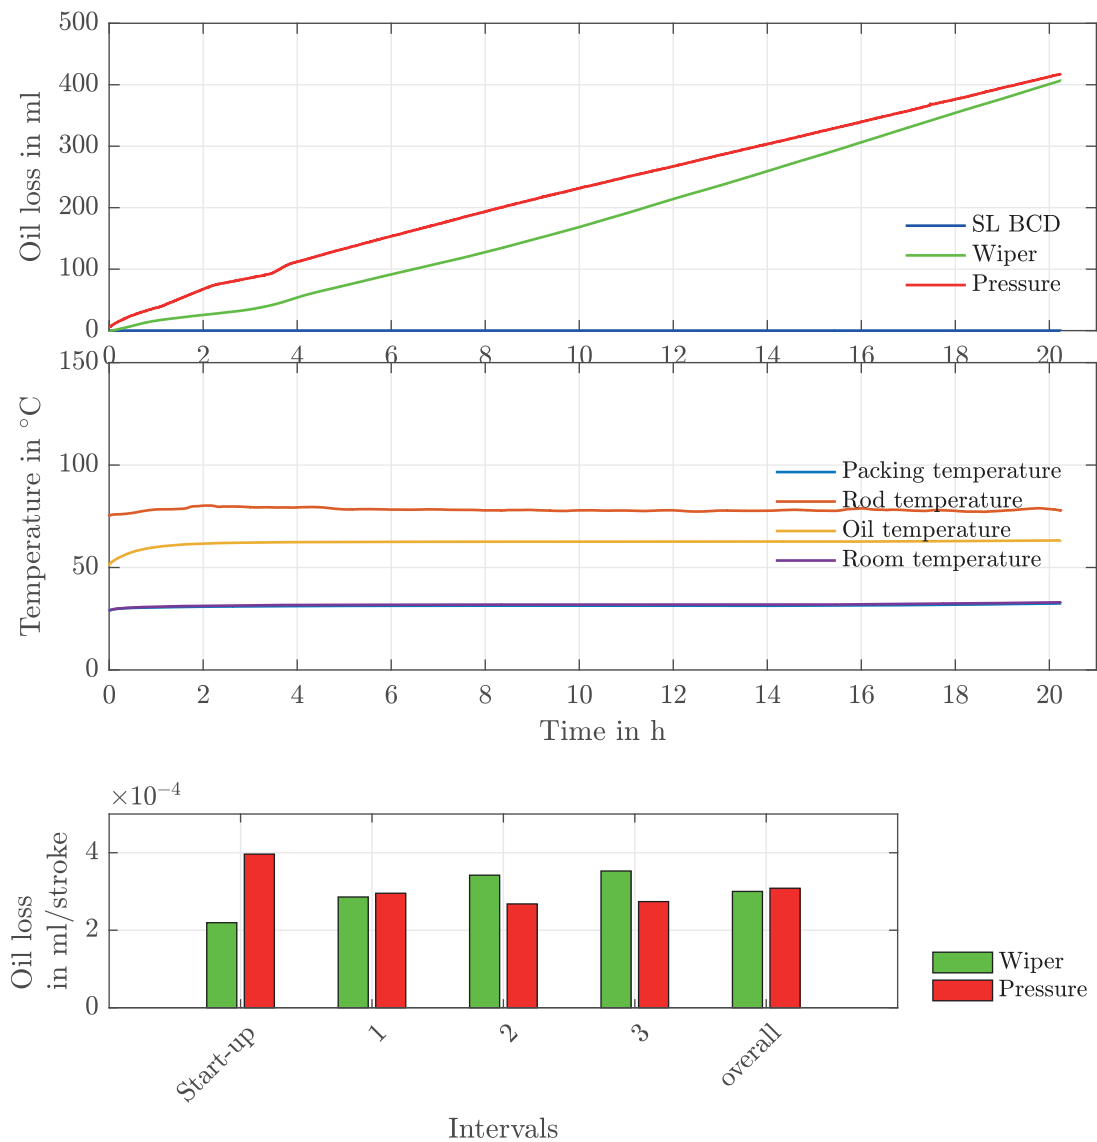 500
400
300
200
100
0
Oil loss in ml
SL BCD
Wiper
Pressure
0 2 4 6 8 10 12 14 16 18 20
150
100
50
0
Temperature in °C
Packing temperature
Rod temperature
Oil temperature
Room temperature
0 2 4 6 8 10 12 14 16 18 20
Time in h
×10⁻⁴
4
2
0
Oil loss
in ml/stroke
Wiper
Pressure
Start-up 1 2 3 overall
Intervals